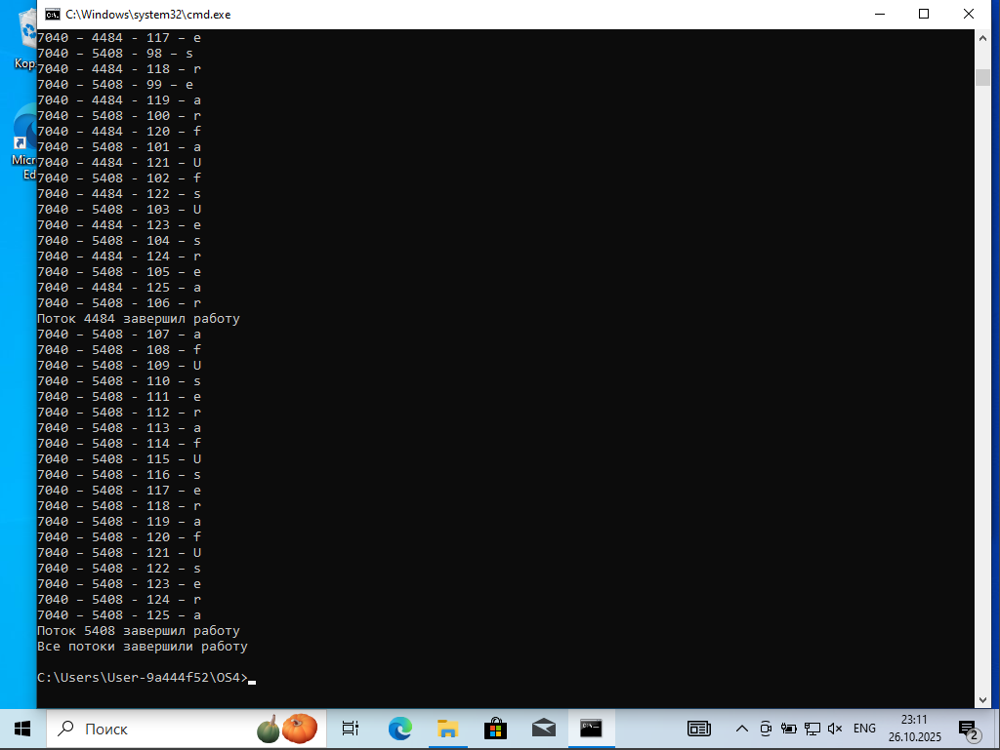 C:\Windows\system32\cmd.exe
7040 – 4484 - 117 – e
7040 – 5408 - 98 – s
7040 – 4484 - 118 – r
7040 – 5408 - 99 – e
7040 – 4484 - 119 – a
7040 – 5408 - 100 – r
7040 – 4484 - 120 – f
7040 – 5408 - 101 – a
7040 – 4484 - 121 – U
7040 – 5408 - 102 – f
7040 – 4484 - 122 – s
7040 – 5408 - 103 – U
7040 – 4484 - 123 – e
7040 – 5408 - 104 – s
7040 – 4484 - 124 – r
7040 – 5408 - 105 – e
7040 – 4484 - 125 – a
7040 – 5408 - 106 – r
Поток 4484 завершил работу
7040 – 5408 - 107 – a
7040 – 5408 - 108 – f
7040 – 5408 - 109 – U
7040 – 5408 - 110 – s
7040 – 5408 - 111 – e
7040 – 5408 - 112 – r
7040 – 5408 - 113 – a
7040 – 5408 - 114 – f
7040 – 5408 - 115 – U
7040 – 5408 - 116 – s
7040 – 5408 - 117 – e
7040 – 5408 - 118 – r
7040 – 5408 - 119 – a
7040 – 5408 - 120 – f
7040 – 5408 - 121 – U
7040 – 5408 - 122 – s
7040 – 5408 - 123 – e
7040 – 5408 - 124 – r
7040 – 5408 - 125 – a
Поток 5408 завершил работу
Все потоки завершили работу
C:\Users\User-9a444f52\OS4>
Кор
Micr
Ed
Поиск
ENG
23:11
26.10.2025
2